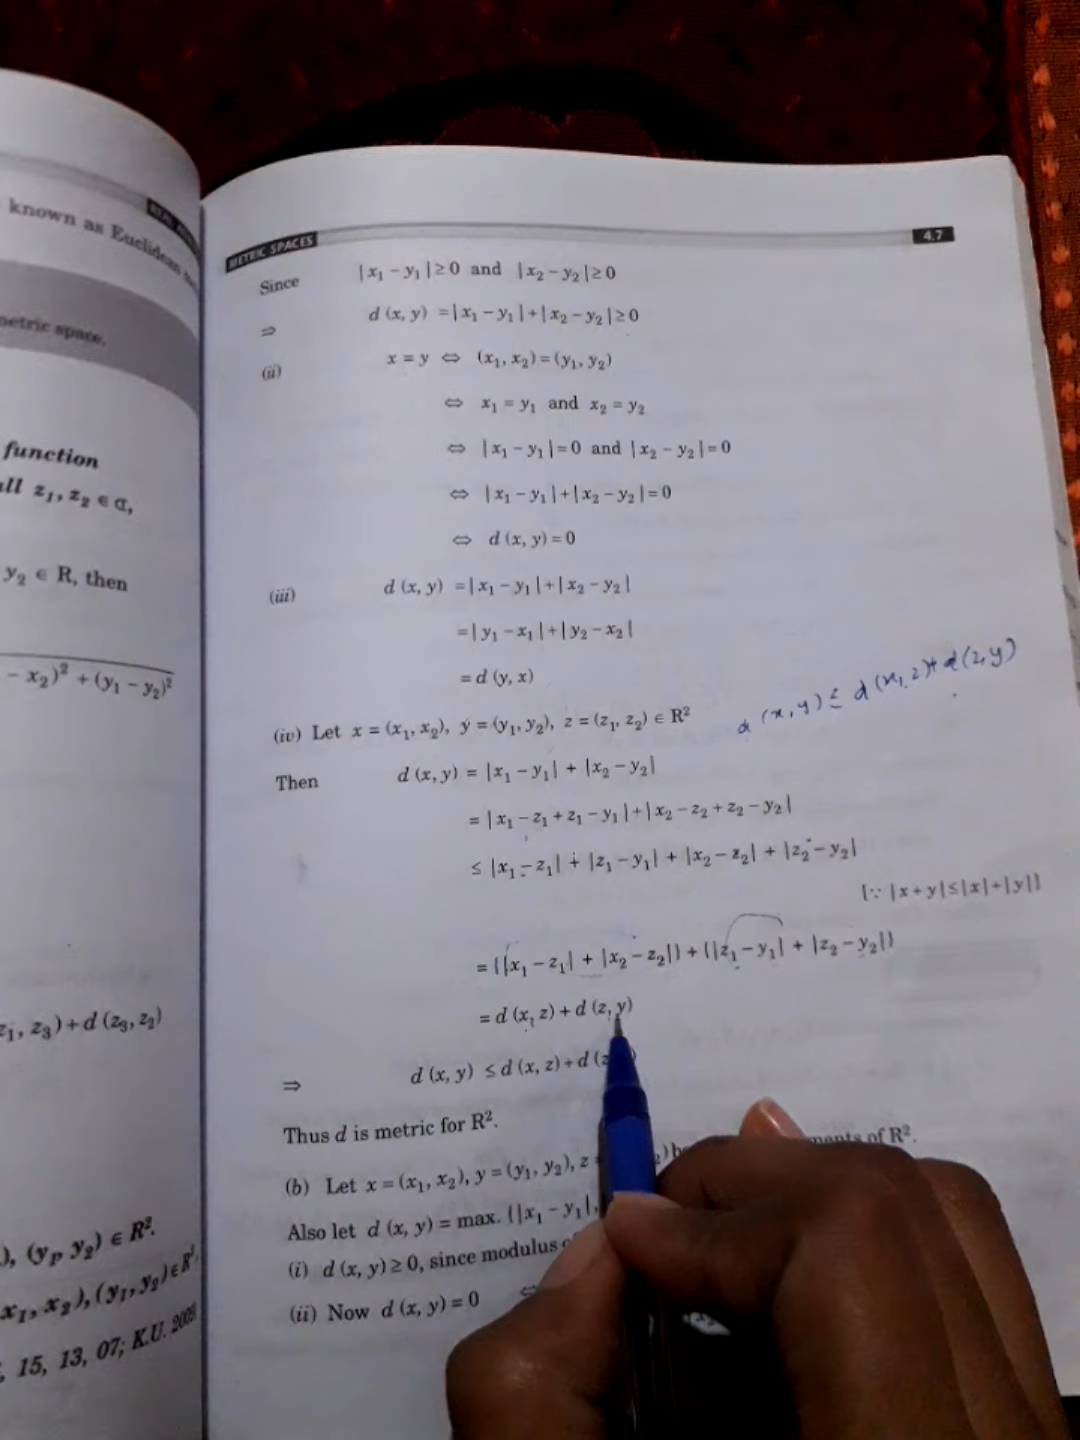 known as Euclidean
netric space.
function
all z₁, z₂ ∈ ₵,
y₂ ∈ R, then
– x₂)² + (y₁ – y₂)²
z₁, z₃) + d (z₃, z₂)
), (y₁, y₂) ∈ R².
x₁, x₂), (y₁, y₂) ∈ R²,
, 15, 13, 07; K.U. 2009
METRIC SPACES 4.7
Since |x₁ – y₁| ≥ 0 and |x₂ – y₂| ≥ 0
⇒ d (x, y) = |x₁ – y₁| + |x₂ – y₂| ≥ 0
(ii) x = y ⇔ (x₁, x₂) = (y₁, y₂)
⇔ x₁ = y₁ and x₂ = y₂
⇔ |x₁ – y₁| = 0 and |x₂ – y₂| = 0
⇔ |x₁ – y₁| + |x₂ – y₂| = 0
⇔ d (x, y) = 0
(iii) d (x, y) = |x₁ – y₁| + |x₂ – y₂|
= |y₁ – x₁| + |y₂ – x₂|
= d (y, x)
d (x, y) ≤ d (x, z) + d (z, y)
(iv) Let x = (x₁, x₂), y = (y₁, y₂), z = (z₁, z₂) ∈ R²
Then d (x, y) = |x₁ – y₁| + |x₂ – y₂|
= |x₁ – z₁ + z₁ – y₁| + |x₂ – z₂ + z₂ – y₂|
≤ |x₁ – z₁| + |z₁ – y₁| + |x₂ – z₂| + |z₂ – y₂|
[∵ |x + y| ≤ |x| + |y|]
= {|x₁ – z₁| + |x₂ – z₂|} + {|z₁ – y₁| + |z₂ – y₂|}
= d (x, z) + d (z, y)
⇒ d (x, y) ≤ d (x, z) + d (z
Thus d is metric for R².
(b) Let x = (x₁, x₂), y = (y₁, y₂), z = ₂) be ments of R².
Also let d (x, y) = max. {|x₁ – y₁|,
(i) d (x, y) ≥ 0, since modulus
(ii) Now d (x, y) = 0 ⇔